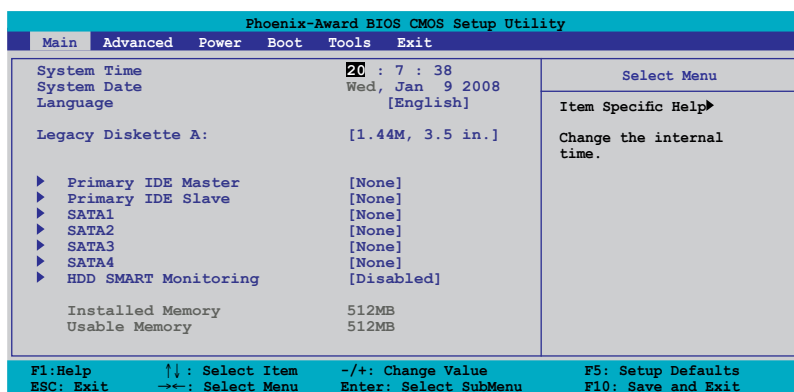 Phoenix-Award BIOS CMOS Setup Utility
Main Advanced Power Boot Tools Exit
System Time 20 : 7 : 38
System Date Wed, Jan 9 2008
Language [English]
Legacy Diskette A: [1.44M, 3.5 in.]
Primary IDE Master [None]
Primary IDE Slave [None]
SATA1 [None]
SATA2 [None]
SATA3 [None]
SATA4 [None]
HDD SMART Monitoring [Disabled]
Installed Memory 512MB
Usable Memory 512MB
Select Menu
Item Specific Help▶
Change the internal
time.
F1:Help ↑↓: Select Item -/+: Change Value F5: Setup Defaults
ESC: Exit →←: Select Menu Enter: Select SubMenu F10: Save and Exit